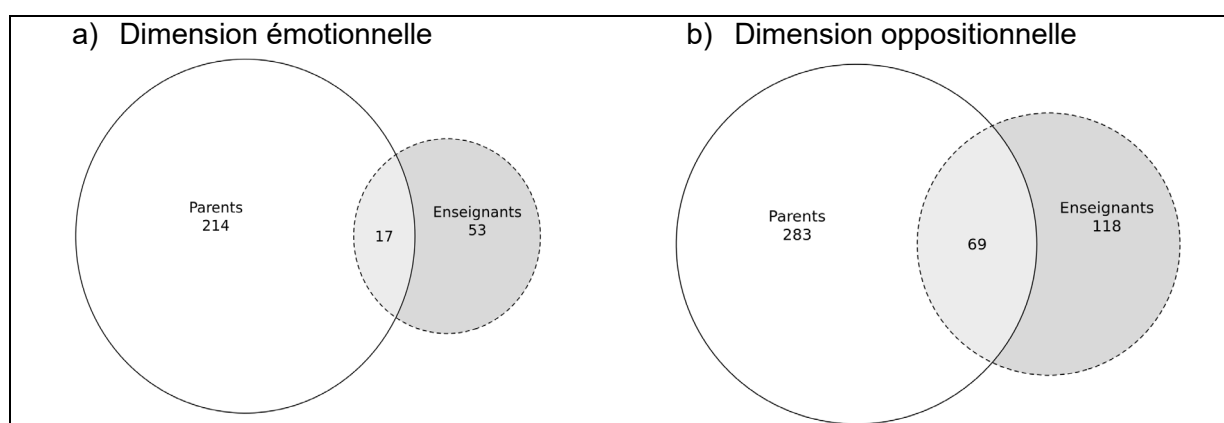 a) Dimension émotionnelle
Parents
214
17
Enseignants
53
b) Dimension oppositionnelle
Parents
283
69
Enseignants
118